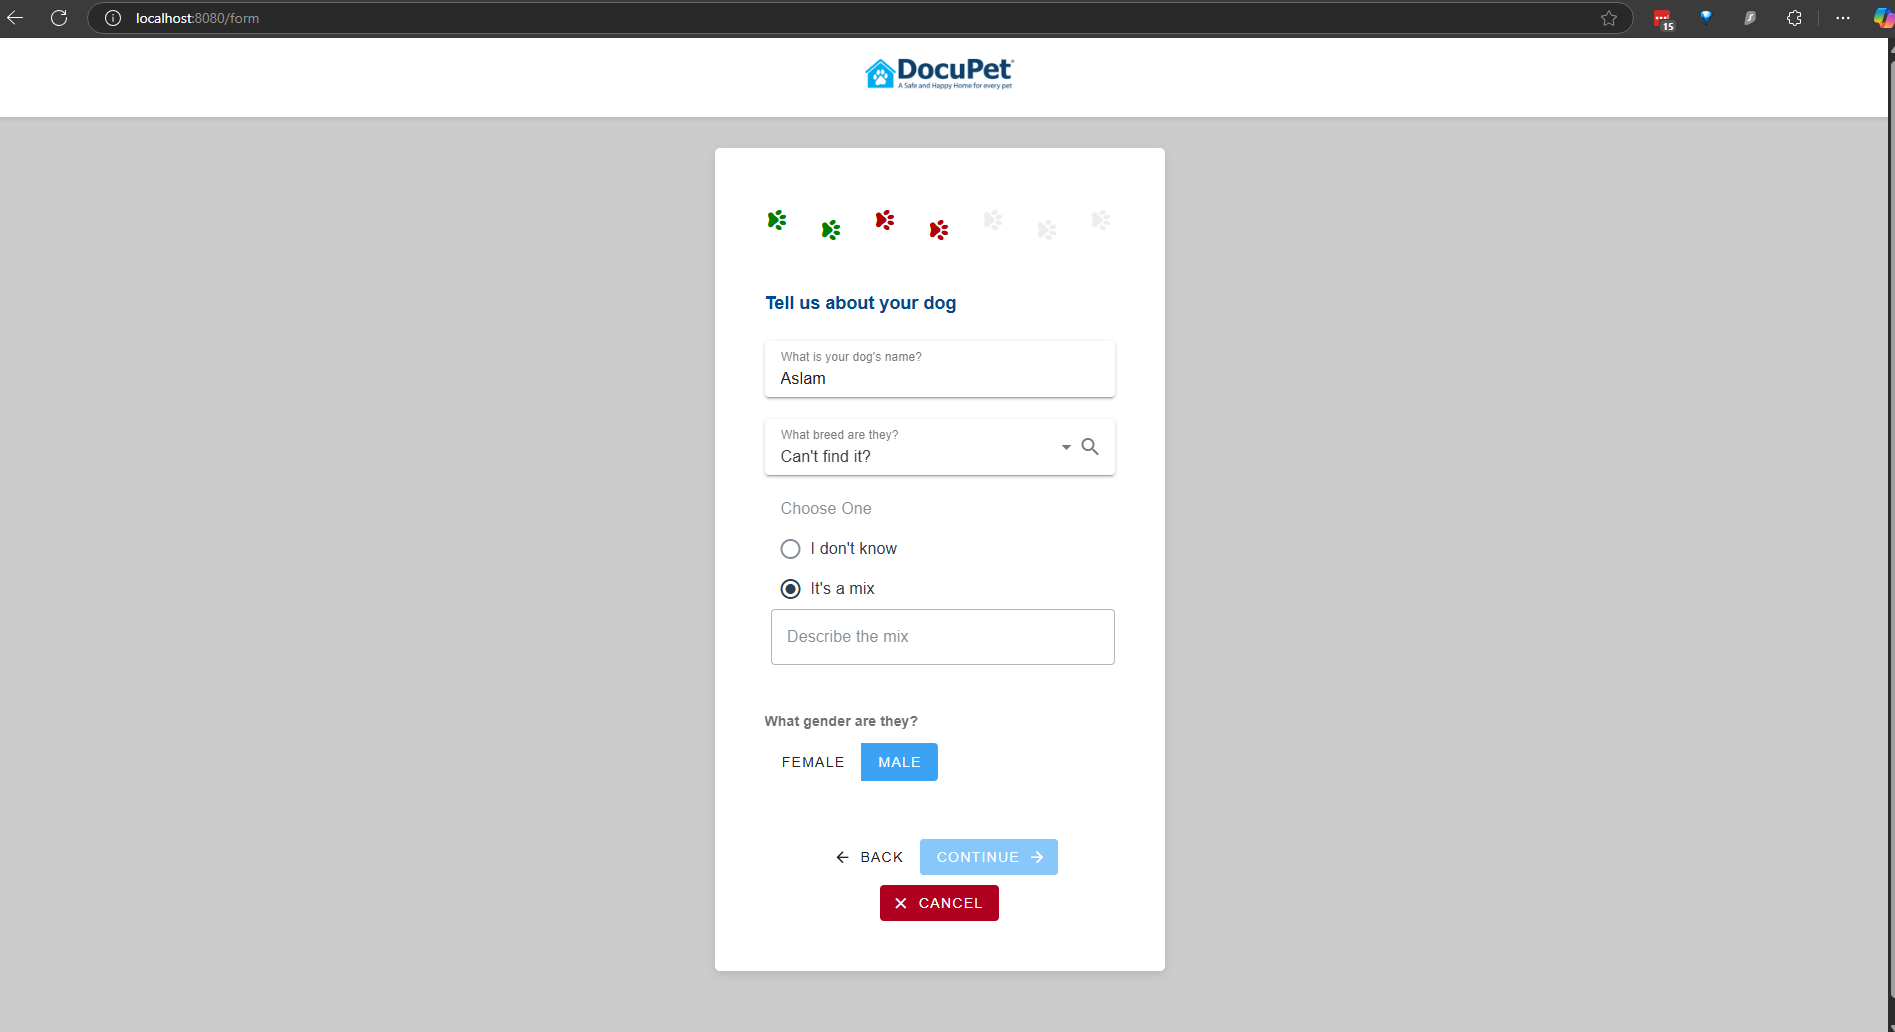 localhost:8080/form
15
DocuPet®
A Safe and Happy Home for every pet
Tell us about your dog
What is your dog's name?
Aslam
What breed are they?
Can't find it?
Choose One
I don't know
It's a mix
Describe the mix
What gender are they?
FEMALE MALE
BACK CONTINUE
CANCEL